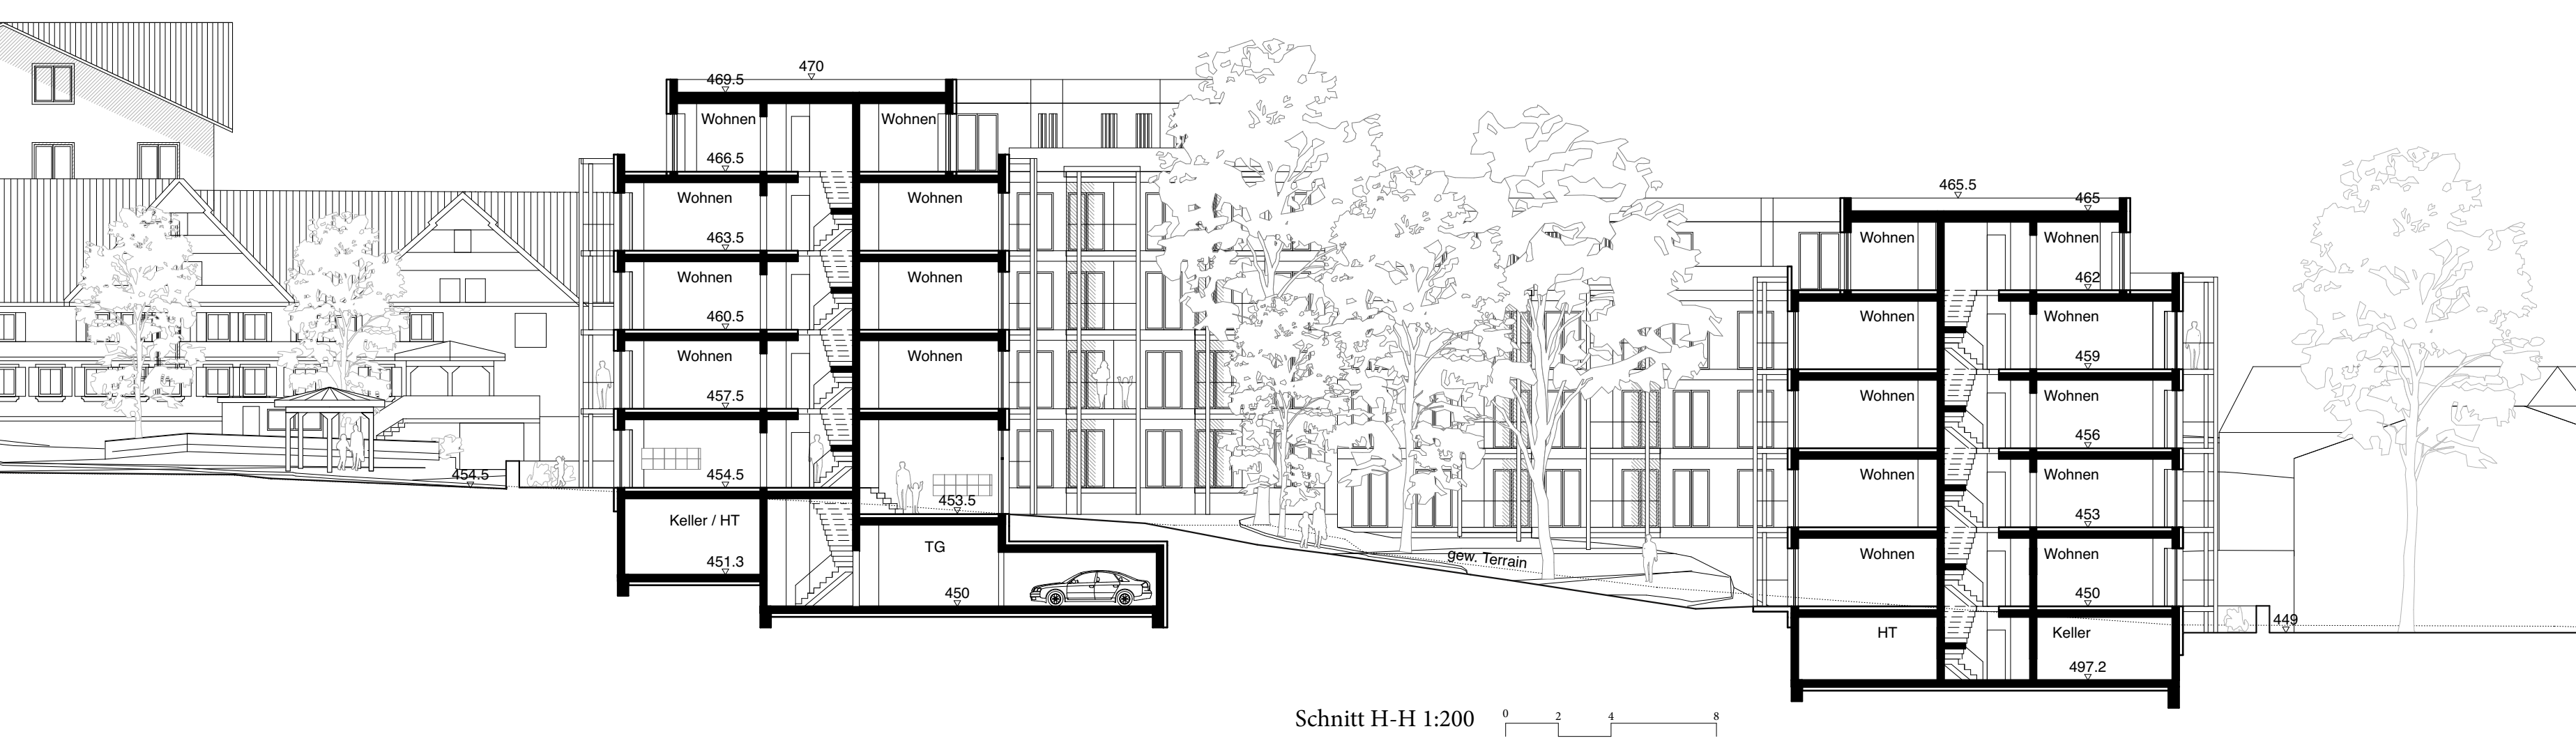 470
469.5
Wohnen Wohnen
466.5
Wohnen Wohnen
463.5
Wohnen Wohnen
460.5
Wohnen Wohnen
457.5
454.5
454.5
453.5
Keller / HT
TG
451.3
450
gew. Terrain
465.5
465
Wohnen Wohnen
462
Wohnen Wohnen
459
Wohnen Wohnen
456
Wohnen Wohnen
453
Wohnen Wohnen
450
449
HT Keller
497.2
Schnitt H-H 1:200
0 2 4 8